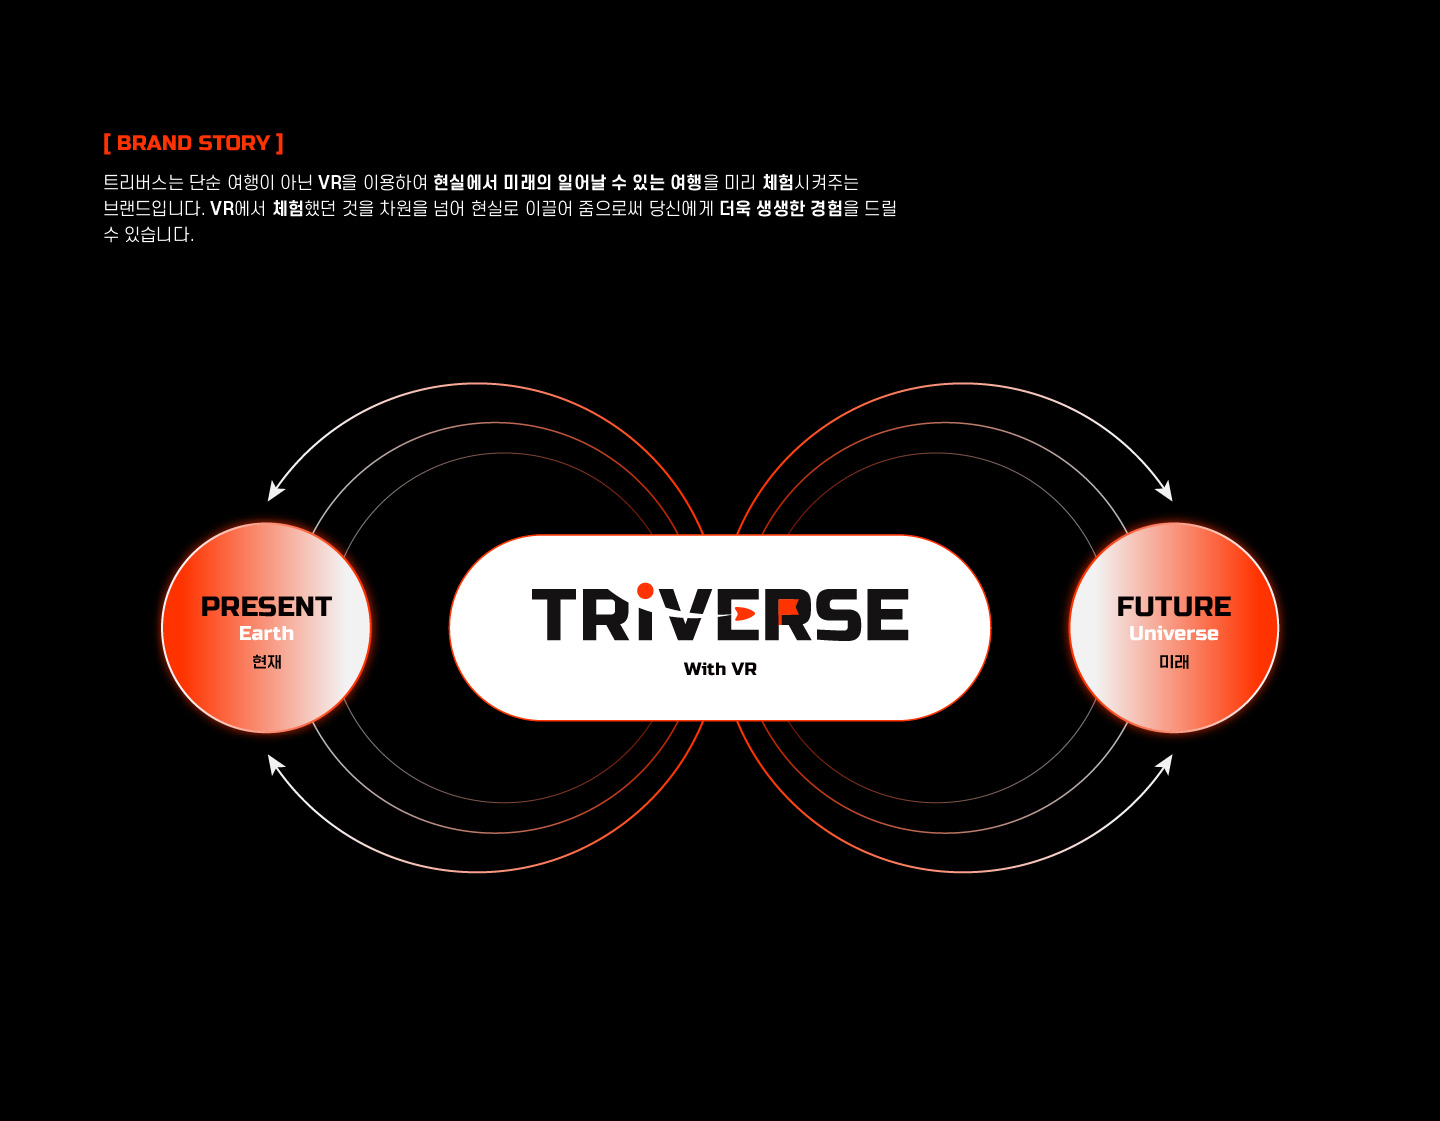 [ BRAND STORY ]
트리버스는 단순 여행이 아닌 VR을 이용하여 현실에서 미래의 일어날 수 있는 여행을 미리 체험시켜주는
브랜드입니다. VR에서 체험했던 것을 차원을 넘어 현실로 이끌어 줌으로써 당신에게 더욱 생생한 경험을 드릴
수 있습니다.
PRESENT
Earth
현재
TRiVERSE
With VR
FUTURE
Universe
미래